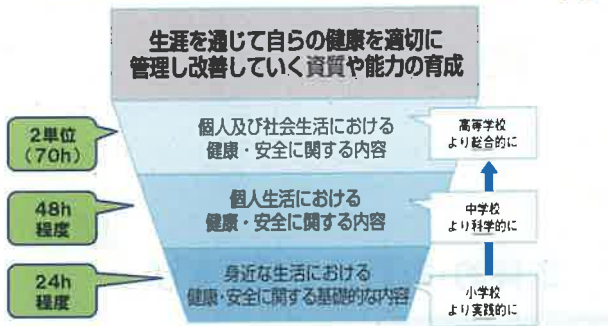 生涯を通じて自らの健康を適切に
管理し改善していく資質や能力の育成
2単位
(70h)
個人及び社会生活における
健康・安全に関する内容
高等学校
より総合的に
48h
程度
個人生活における
健康・安全に関する内容
中学校
より科学的に
24h
程度
身近な生活における
健康・安全に関する基礎的な内容
小学校
より実践的に